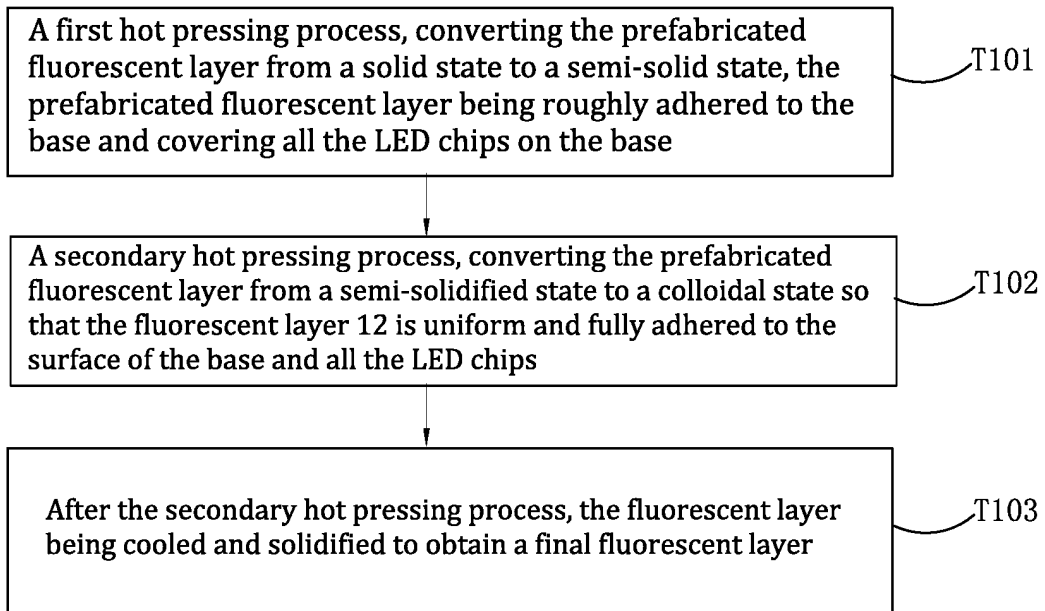 A first hot pressing process, converting the prefabricated
fluorescent layer from a solid state to a semi-solid state, the
prefabricated fluorescent layer being roughly adhered to the
base and covering all the LED chips on the base
T101
A secondary hot pressing process, converting the prefabricated
fluorescent layer from a semi-solidified state to a colloidal state so
that the fluorescent layer 12 is uniform and fully adhered to the
surface of the base and all the LED chips
T102
After the secondary hot pressing process, the fluorescent layer
being cooled and solidified to obtain a final fluorescent layer
T103